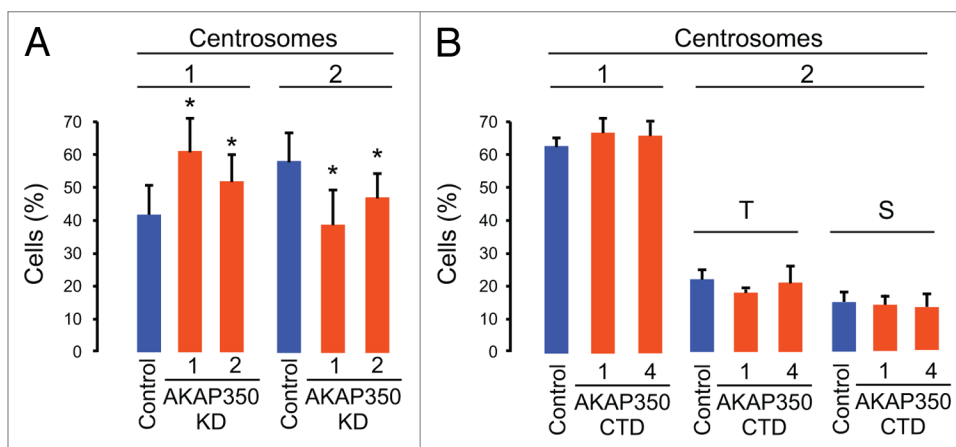 A
Centrosomes
1 2
* * * *
70
60
50
40
30
20
10
0
Cells (%)
Control 1 2 Control 1 2
AKAP350 AKAP350
KD KD
B
Centrosomes
1 2
T S
70
60
50
40
30
20
10
0
Cells (%)
Control 1 4 Control 1 4 Control 1 4
AKAP350 AKAP350 AKAP350
CTD CTD CTD